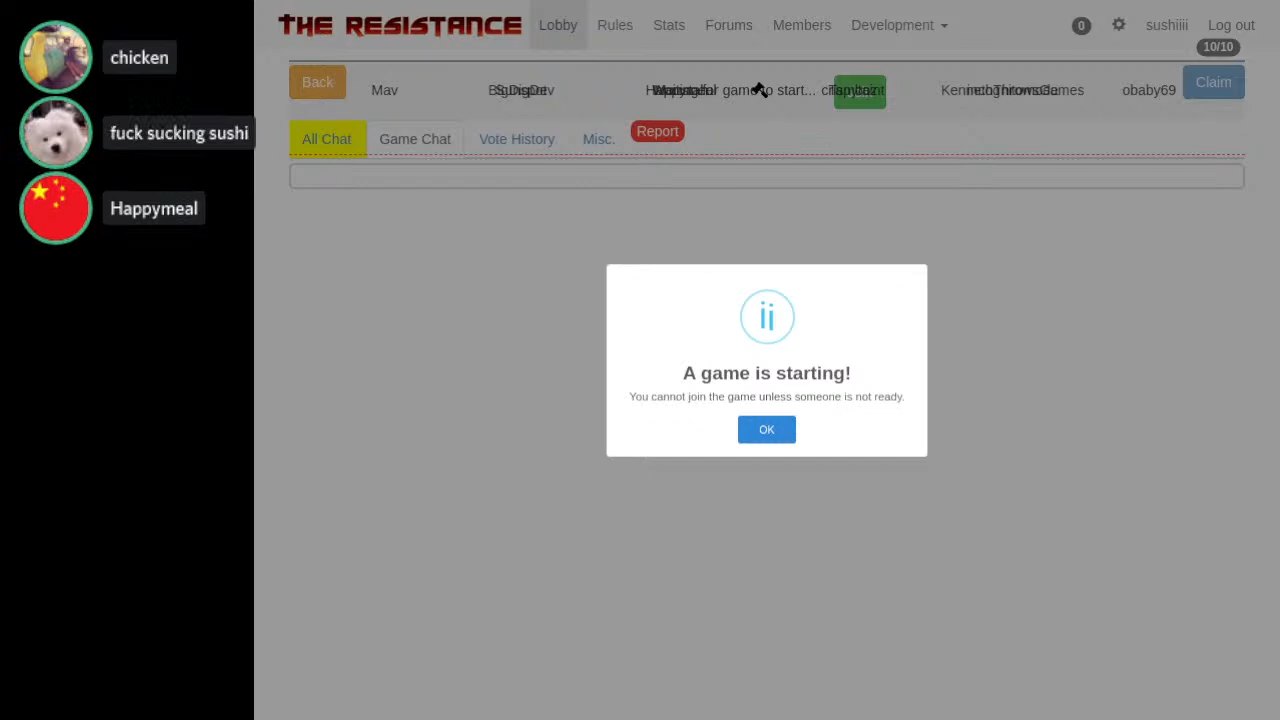 chicken
fuck sucking sushi
Happymeal
THE RESISTANCE
Lobby
Rules
Stats
Forums
Members
Development
0
sushiiii
Log out
10/10
Back
Mav
obaby69
Claim
All Chat
Game Chat
Vote History
Misc.
Report
ii
A game is starting!
You cannot join the game unless someone is not ready.
OK